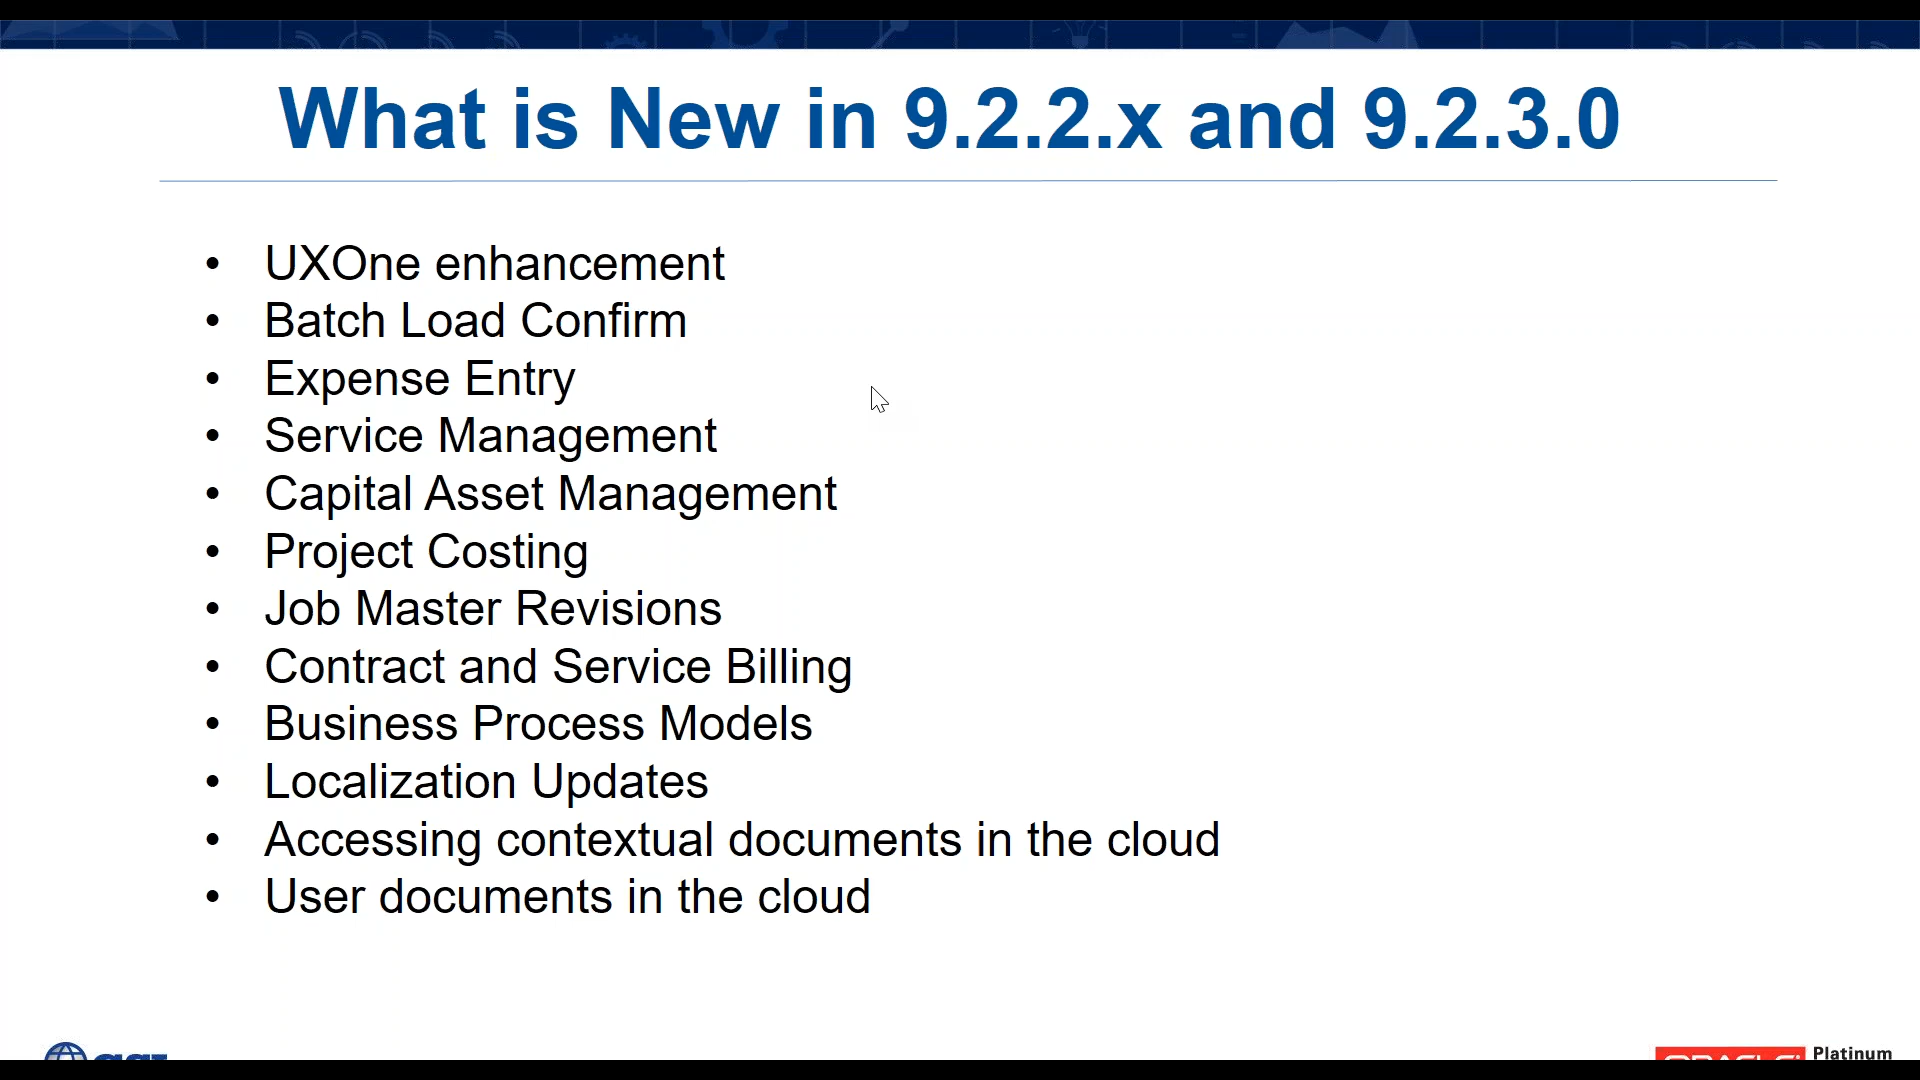 What is New in 9.2.2.x and 9.2.3.0
• UXOne enhancement
• Batch Load Confirm
• Expense Entry
• Service Management
• Capital Asset Management
• Project Costing
• Job Master Revisions
• Contract and Service Billing
• Business Process Models
• Localization Updates
• Accessing contextual documents in the cloud
• User documents in the cloud
ORACLE Platinum